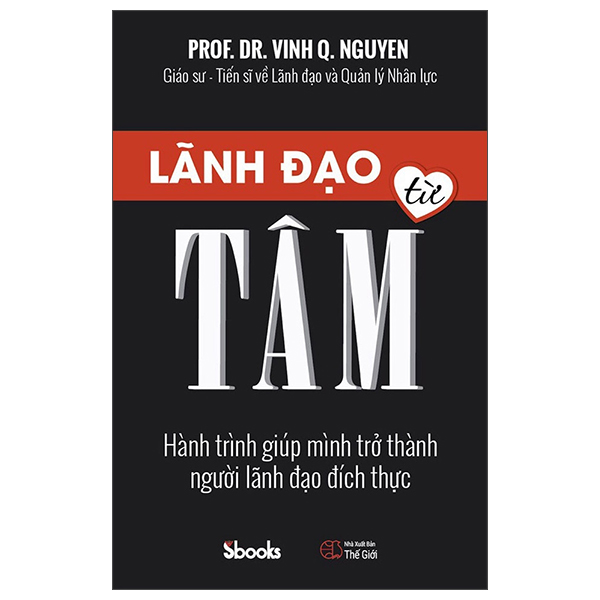 PROF. DR. VINH Q. NGUYEN
Giáo sư - Tiến sĩ về Lãnh đạo và Quản lý Nhân lực
LÃNH ĐẠO
từ
TÂM
Hành trình giúp mình trở thành
người lãnh đạo đích thực
Sbooks
Nhà Xuất Bản
Thế Giới